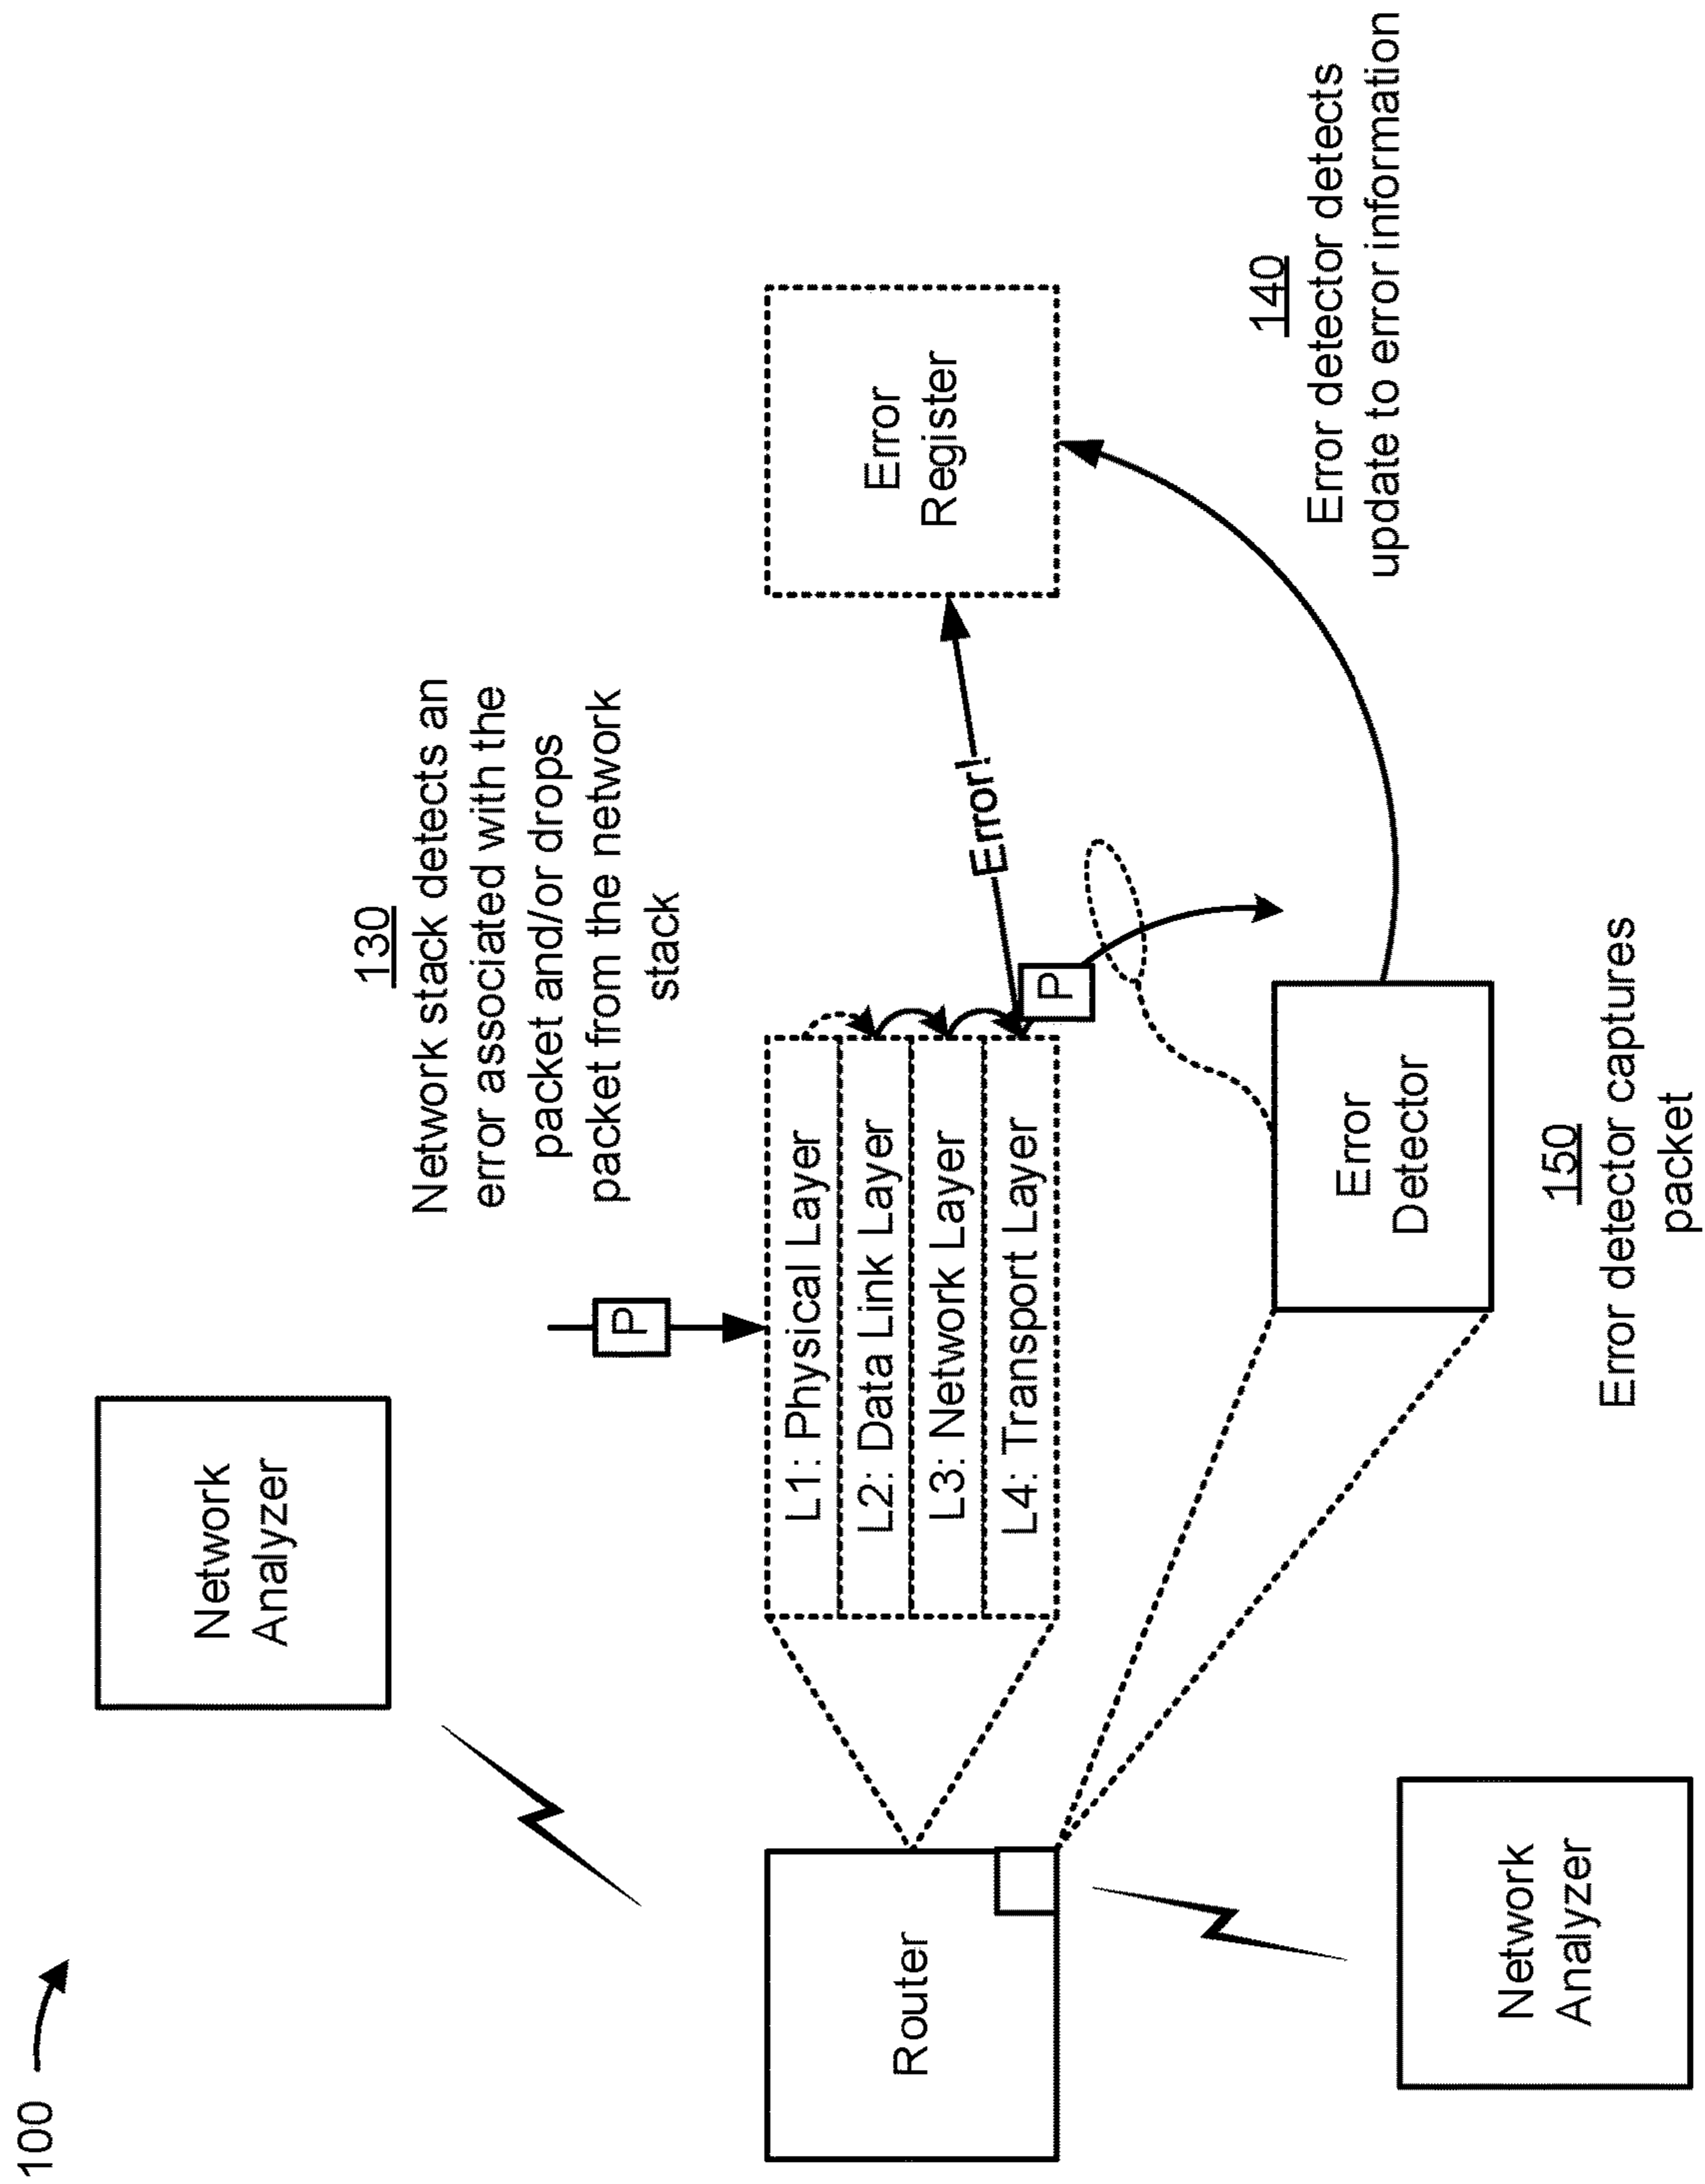 100
Network
Analyzer
130
Network stack detects an
error associated with the
packet and/or drops
packet from the network
stack
P
L1: Physical Layer
L2: Data Link Layer
L3: Network Layer
L4: Transport Layer
Error!
P
Error
Register
Router
140
Error detector detects
update to error information
Error
Detector
150
Error detector captures
packet
Network
Analyzer